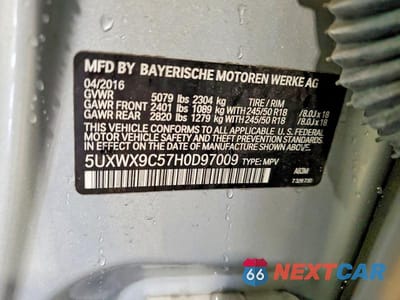 MFD BY BAYERISCHE MOTOREN WERKE AG
04/2016
GVWR 5079 lbs 2304 kg TIRE / RIM
GAWR FRONT 2401 lbs 1089 kg WITH 245/50 R18 /8.0J x 18
GAWR REAR 2820 lbs 1279 kg WITH 245/50 R18 /8.0J x 18
THIS VEHICLE CONFORMS TO ALL APPLICABLE U.S. FEDERAL
MOTOR VEHICLE SAFETY, BUMPER, AND THEFT PREVENTION STANDARDS
IN EFFECT ON THE DATE OF MANUFACTURE SHOWN ABOVE.
5UXWX9C57H0D97009 TYPE: MPV
66 NEXTCAR